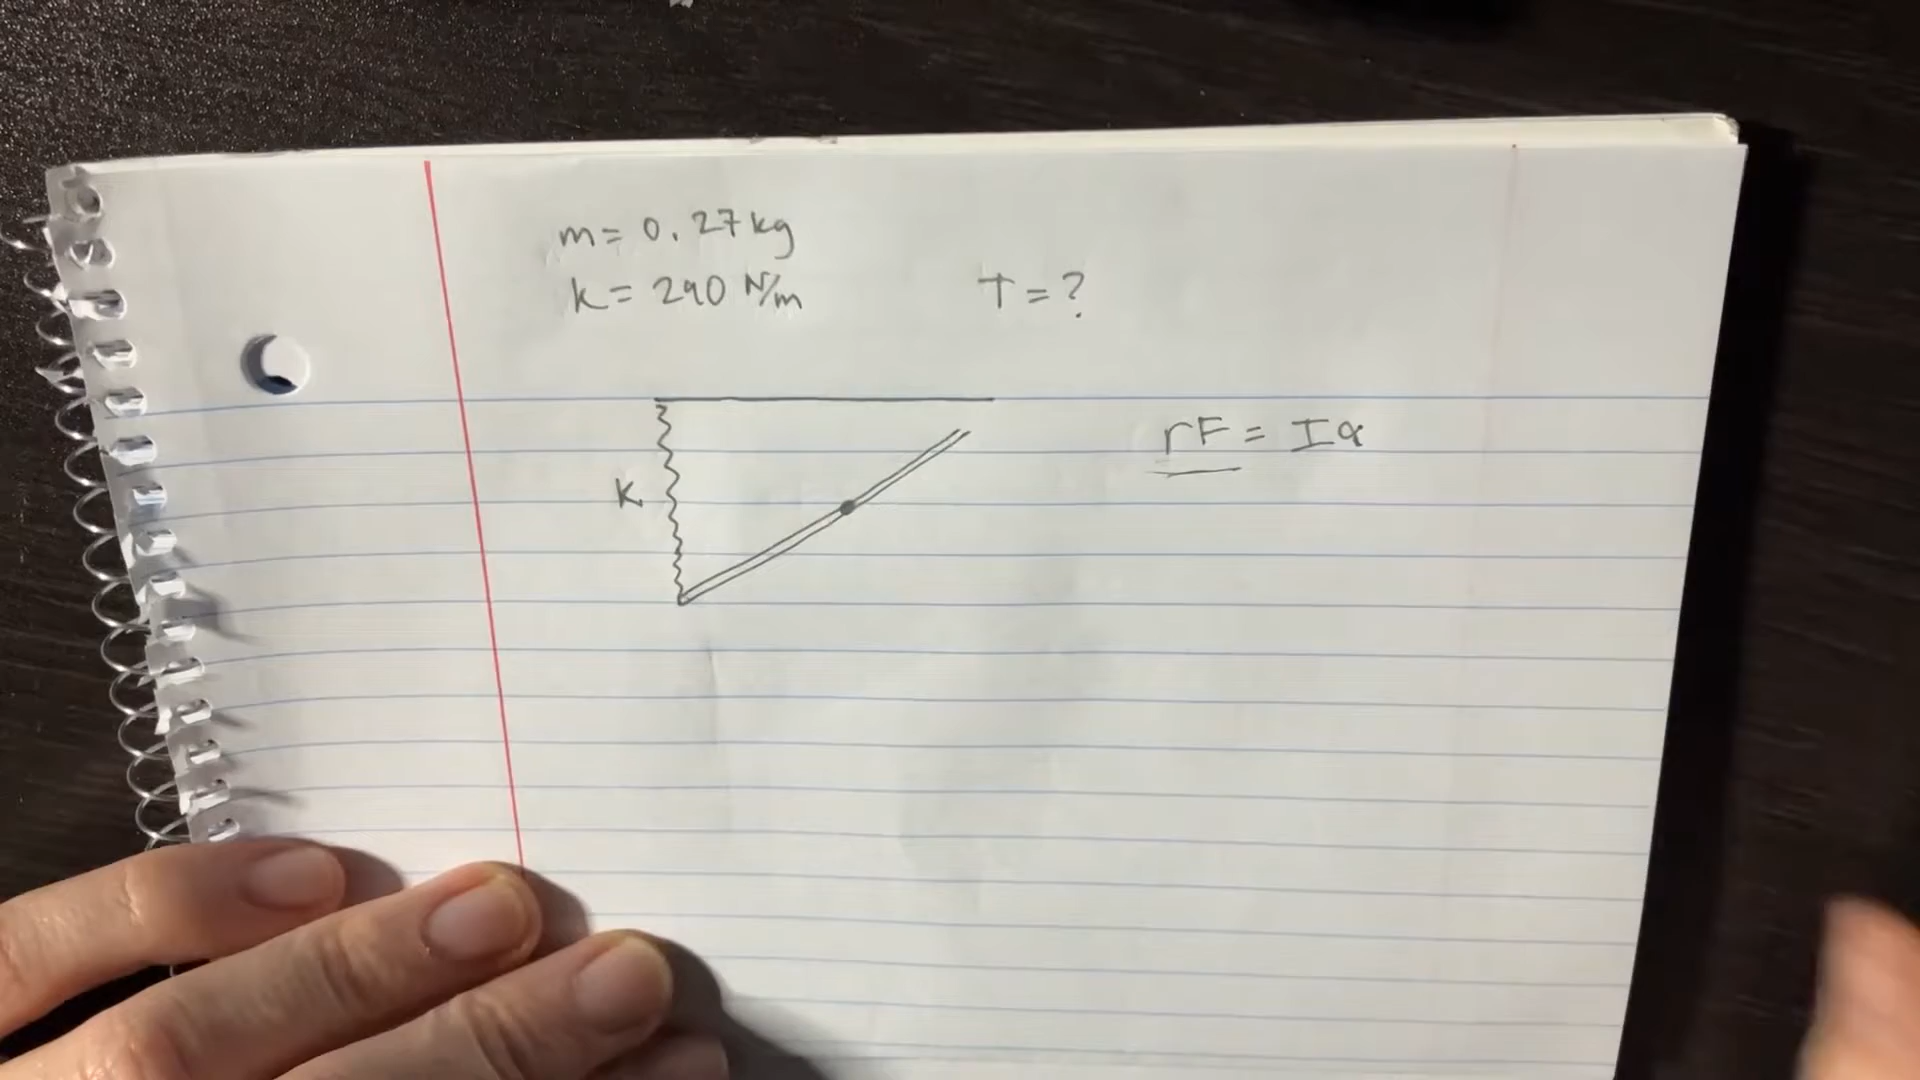 m = 0.27 kg
k = 290 N/m
T = ?
rF = Iα
K